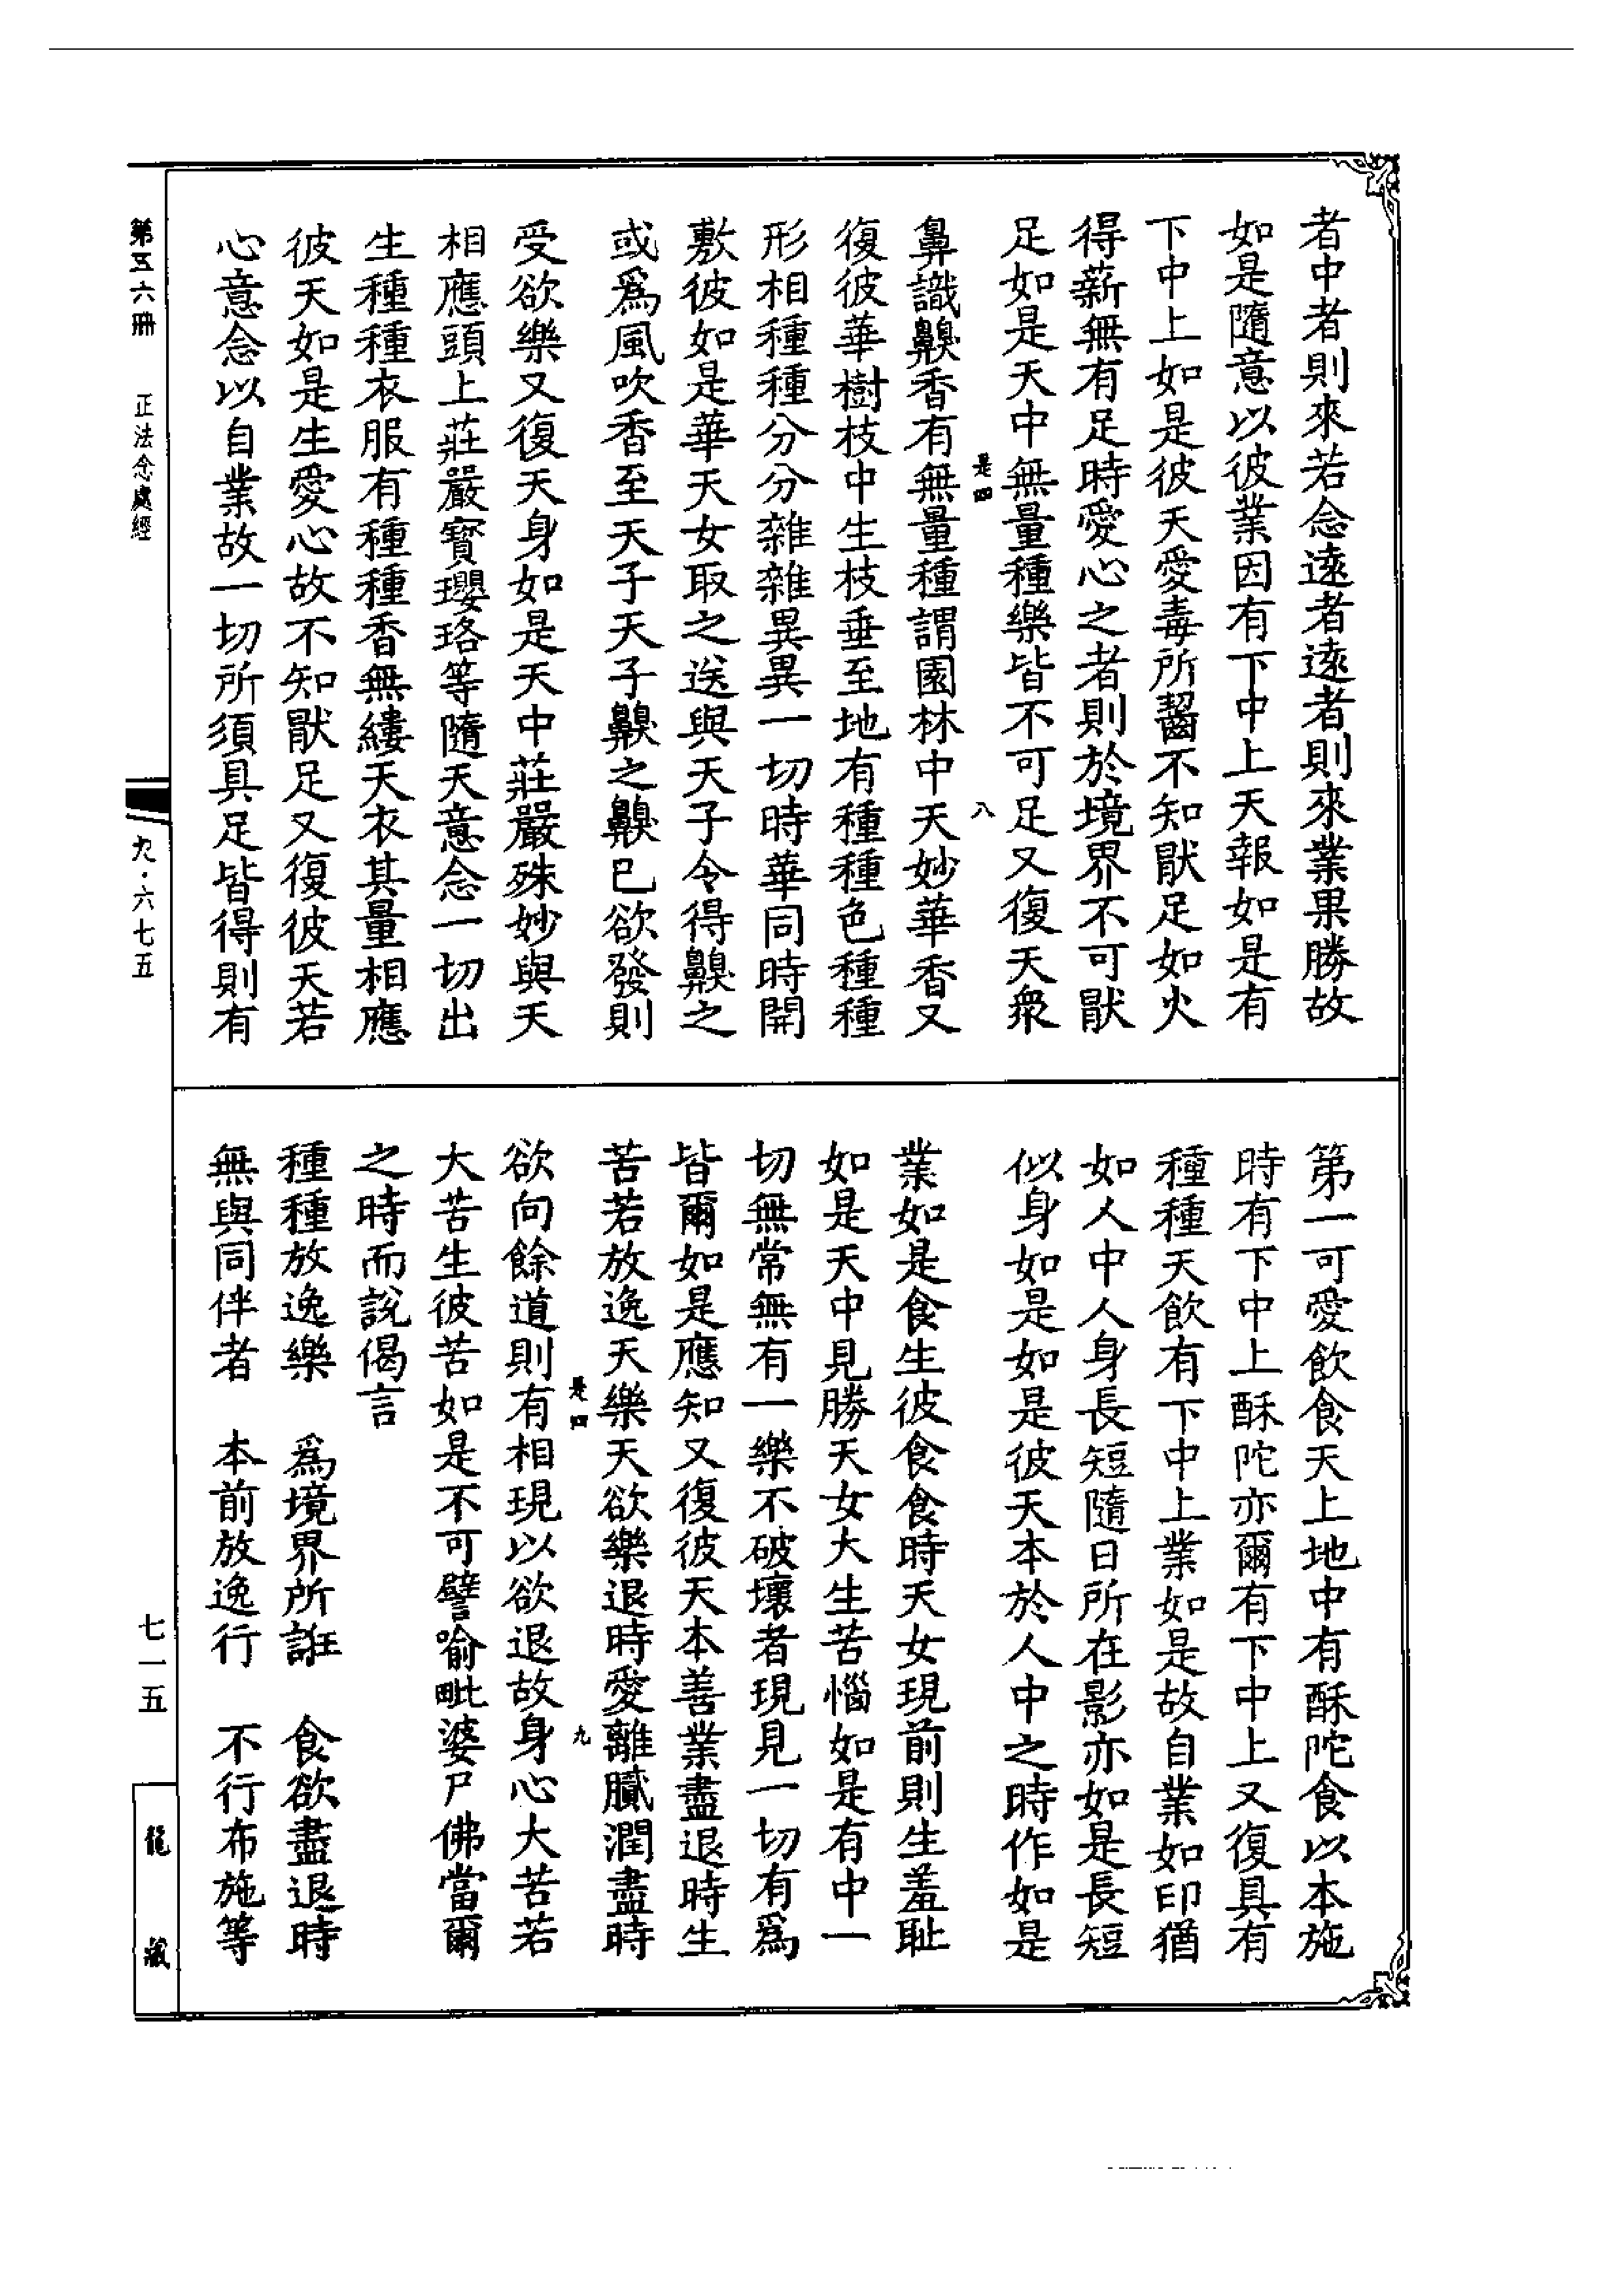 者中者則來若念遠者遠者則來業果勝故
如是隨意以彼業因有下中上天報如是有
下中上如是彼天愛毒所齧不知猒足如火
得薪無有足時愛心之者則於境界不可猒
足如是天中無量種樂皆不可足又復天衆
是四
八
鼻識齅香有無量種謂園林中天妙華香又
復彼華樹枝中生枝垂至地有種種色種種
形相種種分分雜雜異異一切時華同時開
敷彼如是華天女取之送與天子令得齅之
或爲風吹香至天子天子齅之齅已欲發則
受欲樂又復天身如是天中莊嚴殊妙與天
相應頭上莊嚴寳瓔珞等隨天意念一切出
生種種衣服有種種香無縷天衣其量相應
彼天如是生愛心故不知猒足又復彼天若
心意念以自業故一切所須具足皆得則有
第一可愛飲食天上地中有酥陀食以本施
時有下中上酥陀亦爾有下中上又復具有
種種天飲有下中上業如是故自業如印猶
如人中人身長短隨日所在影亦如是長短
似身如是如是彼天本於人中之時作如是
業如是食生彼食食時天女現前則生羞耻
如是天中見勝天女大生苦惱如是有中一
切無常無有一樂不破壞者現見一切有爲
皆爾如是應知又復彼天本善業盡退時生
苦若放逸天樂天欲樂退時愛離膩潤盡時
是四
九
欲向餘道則有相現以欲退故身心大苦若
大苦生彼苦如是不可譬喻毗婆尸佛當爾
之時而說偈言
種種放逸樂　爲境界所誑　食欲盡退時
無與同伴者　本前放逸行　不行布施等
第五六冊　正法念處經
九·六七五
七一五
龍藏